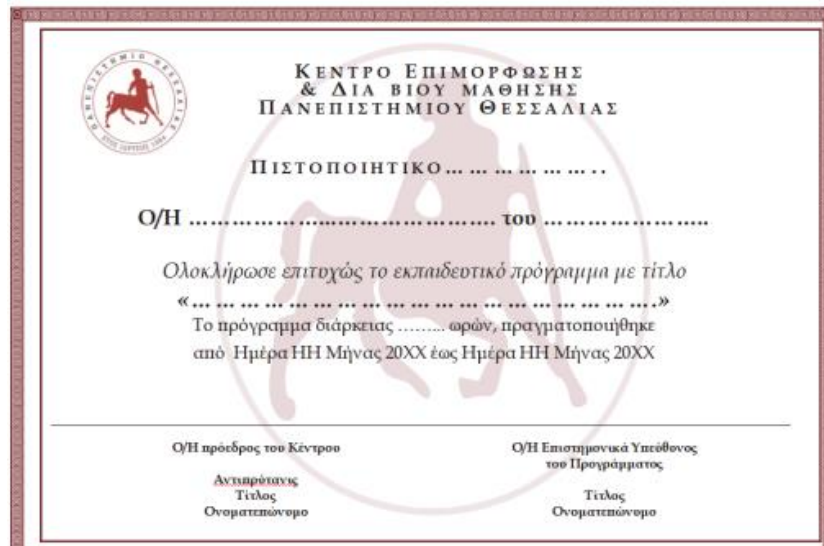 ΠΑΝΕΠΙΣΤΗΜΙΟ ΘΕΣΣΑΛΙΑΣ
ΚΕΝΤΡΟ ΕΠΙΜΟΡΦΩΣΗΣ
& ΔΙΑ ΒΙΟΥ ΜΑΘΗΣΗΣ
ΠΑΝΕΠΙΣΤΗΜΙΟΥ ΘΕΣΣΑΛΙΑΣ
ΠΙΣΤΟΠΟΙΗΤΙΚΟ... ... ... ... ... ... . .
Ο/Η ……………….....……………………. του …………………..
Ολοκλήρωσε επιτυχώς το εκπαιδευτικό πρόγραμμα με τίτλο
«... ... ... ... ... ... ... ... ... ... ... ... ... ... ... ... ... ... ... ....»
Το πρόγραμμα διάρκειας …….. ωρών, πραγματοποιήθηκε
από Ημέρα ΗΗ Μήνας 20ΧΧ έως Ημέρα ΗΗ Μήνας 20ΧΧ
Ο/Η πρόεδρος του Κέντρου
Αντιπρύτανις
Τίτλος
Ονοματεπώνυμο
Ο/Η Επιστημονικά Υπεύθυνος
του Προγράμματος
Τίτλος
Ονοματεπώνυμο